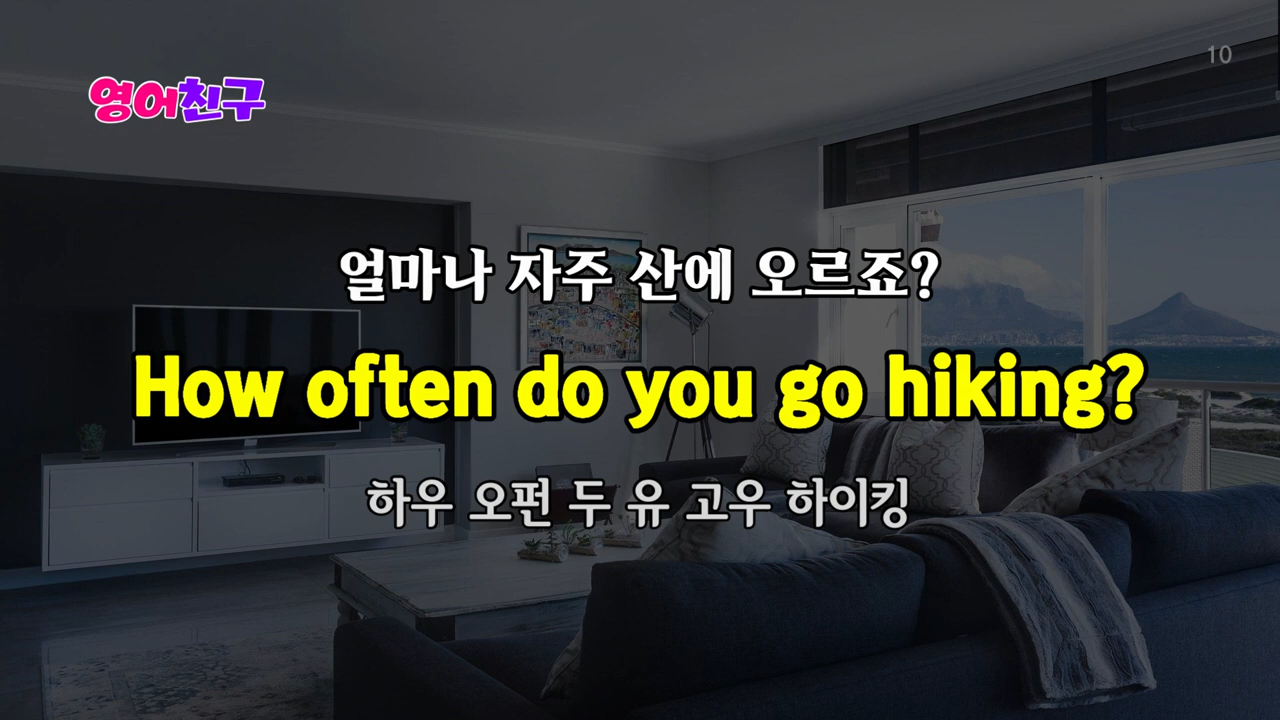 10
영어친구
얼마나 자주 산에 오르죠?
How often do you go hiking?
하우 오펀 두 유 고우 하이킹